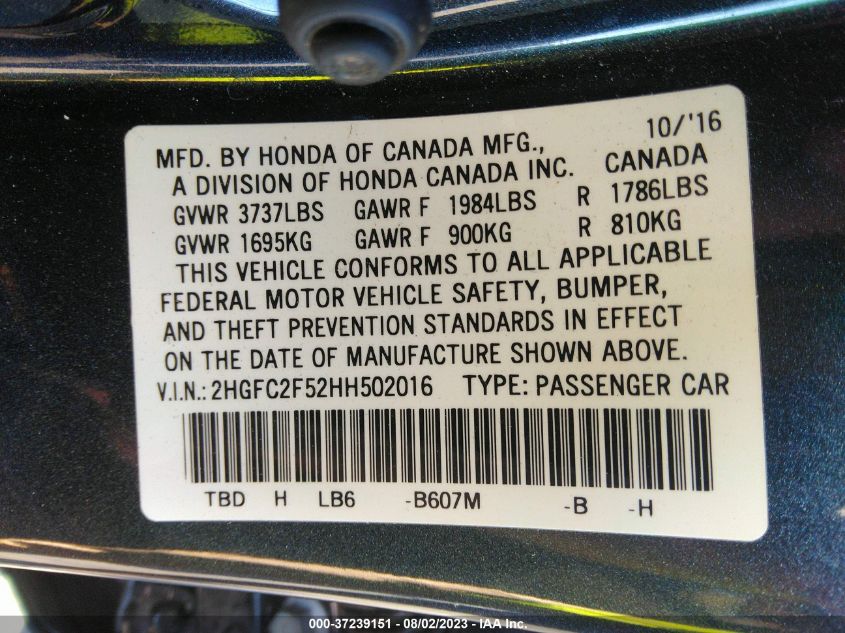 10/'16
MFD. BY HONDA OF CANADA MFG.,
A DIVISION OF HONDA CANADA INC. CANADA
GVWR 3737LBS GAWR F 1984LBS R 1786LBS
GVWR 1695KG GAWR F 900KG R 810KG
THIS VEHICLE CONFORMS TO ALL APPLICABLE
FEDERAL MOTOR VEHICLE SAFETY, BUMPER,
AND THEFT PREVENTION STANDARDS IN EFFECT
ON THE DATE OF MANUFACTURE SHOWN ABOVE.
V.I.N.: 2HGFC2F52HH502016 TYPE: PASSENGER CAR
TBD H LB6 -B607M -B -H
000-37239151 - 08/02/2023 - IAA Inc.